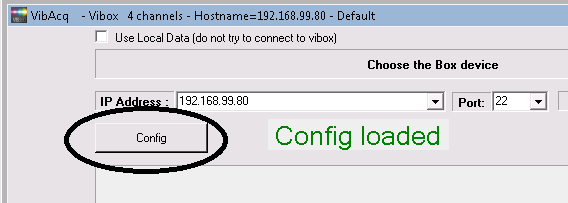 VibAcq - Vibox 4 channels - Hostname=192.168.99.80 - Default
Use Local Data (do not try to connect to vibox)
Choose the Box device
IP Address : 192.168.99.80 Port: 22
Config Config loaded